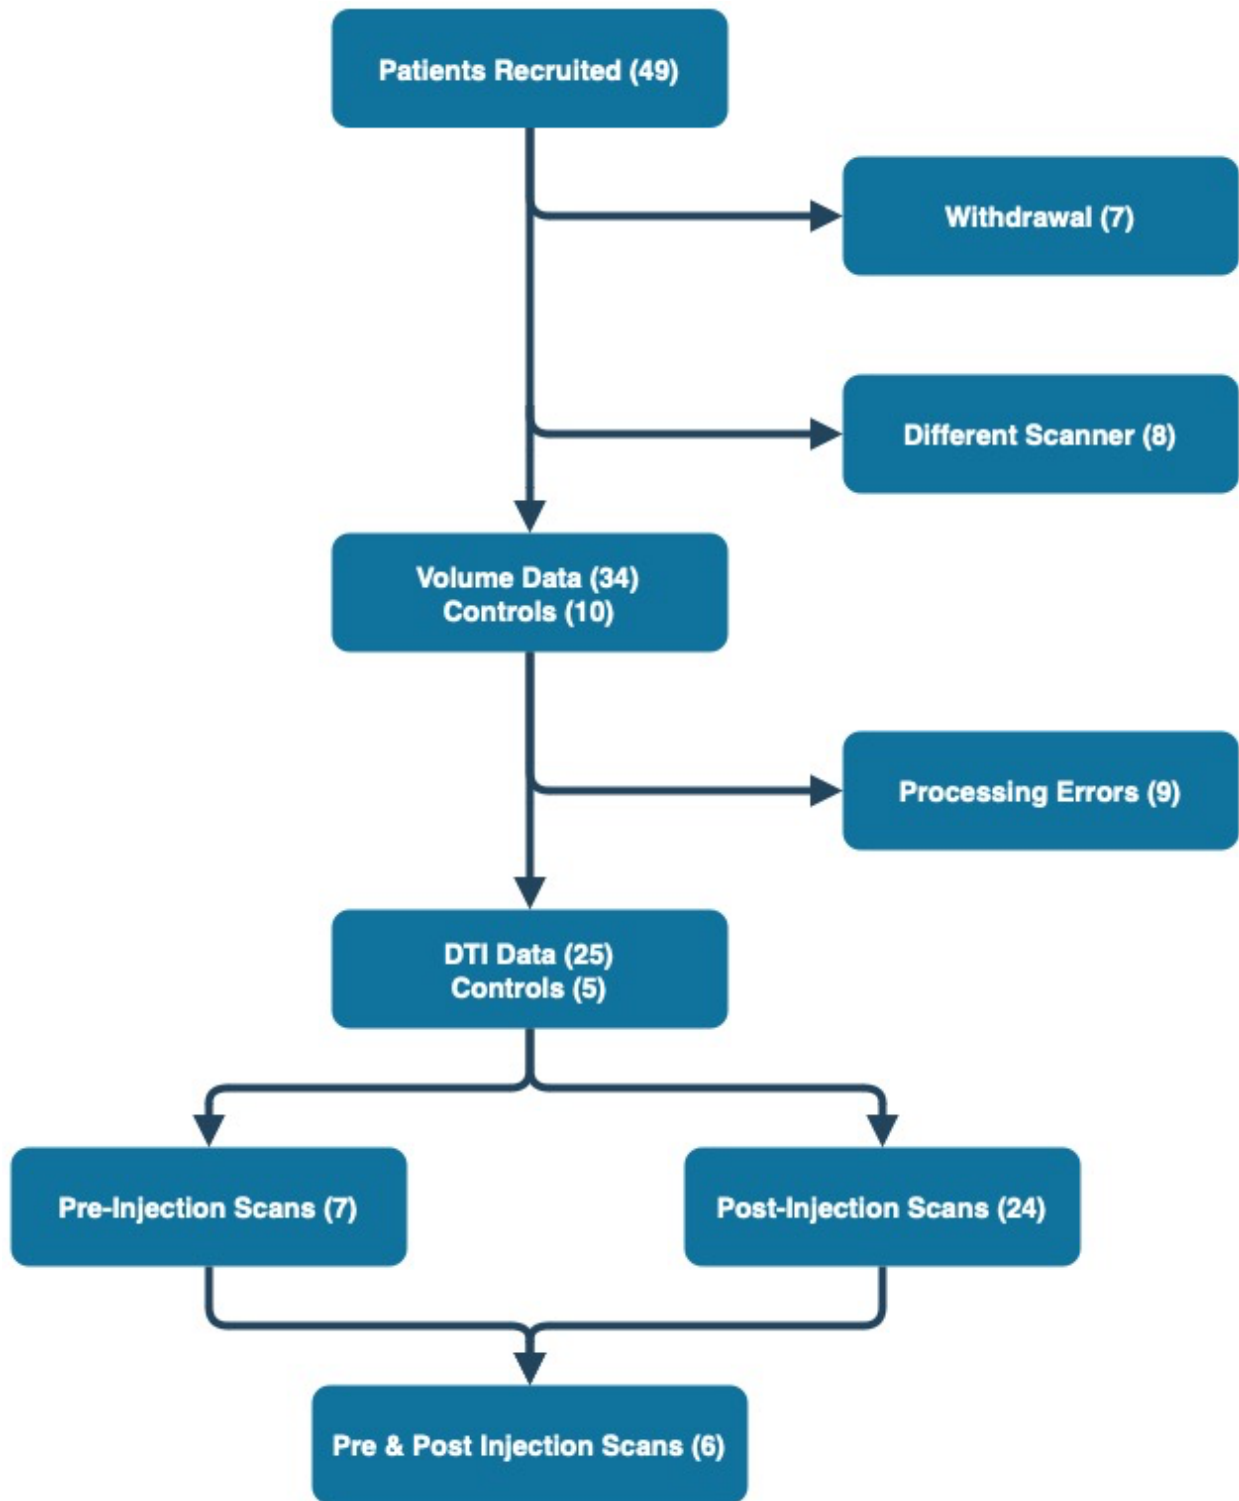 Patients Recruited (49)
Withdrawal (7)
Different Scanner (8)
Volume Data (34)
Controls (10)
Processing Errors (9)
DTI Data (25)
Controls (5)
Pre-Injection Scans (7)
Post-Injection Scans (24)
Pre & Post Injection Scans (6)